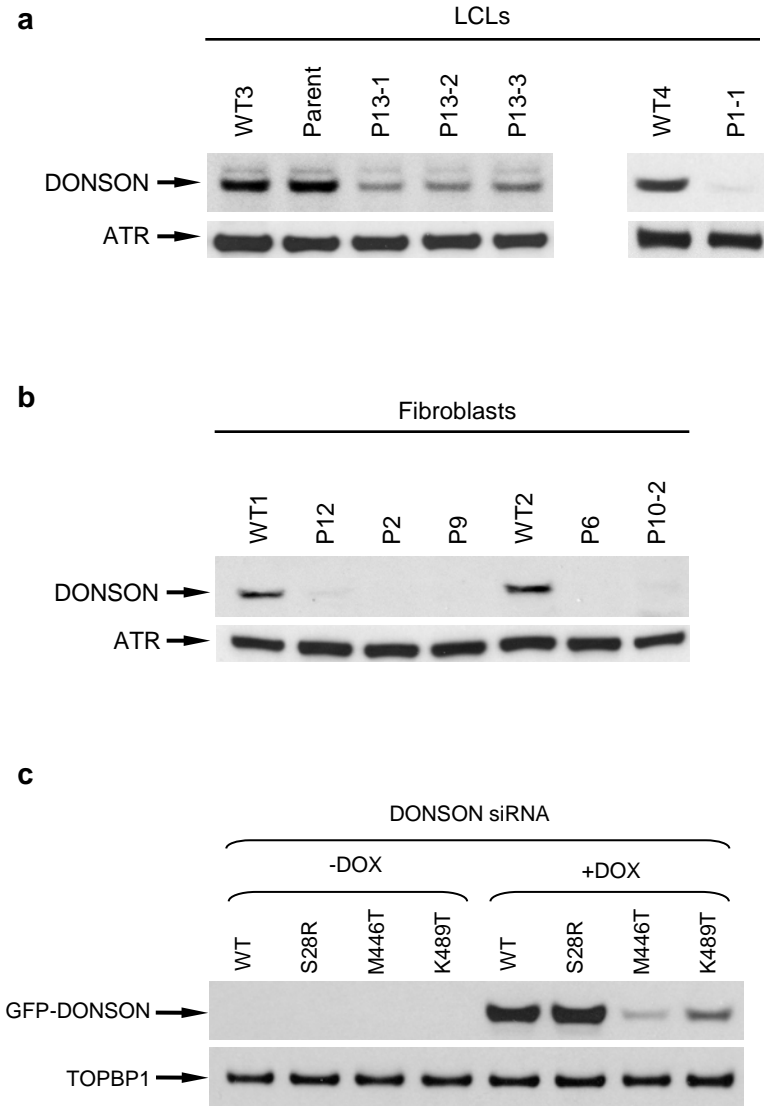 a
LCLs
WT3 Parent P13-1 P13-2 P13-3 WT4 P1-1
DONSON
ATR
b
Fibroblasts
WT1 P12 P2 P9 WT2 P6 P10-2
DONSON
ATR
c
DONSON siRNA
-DOX +DOX
WT S28R M446T K489T WT S28R M446T K489T
GFP-DONSON
TOPBP1